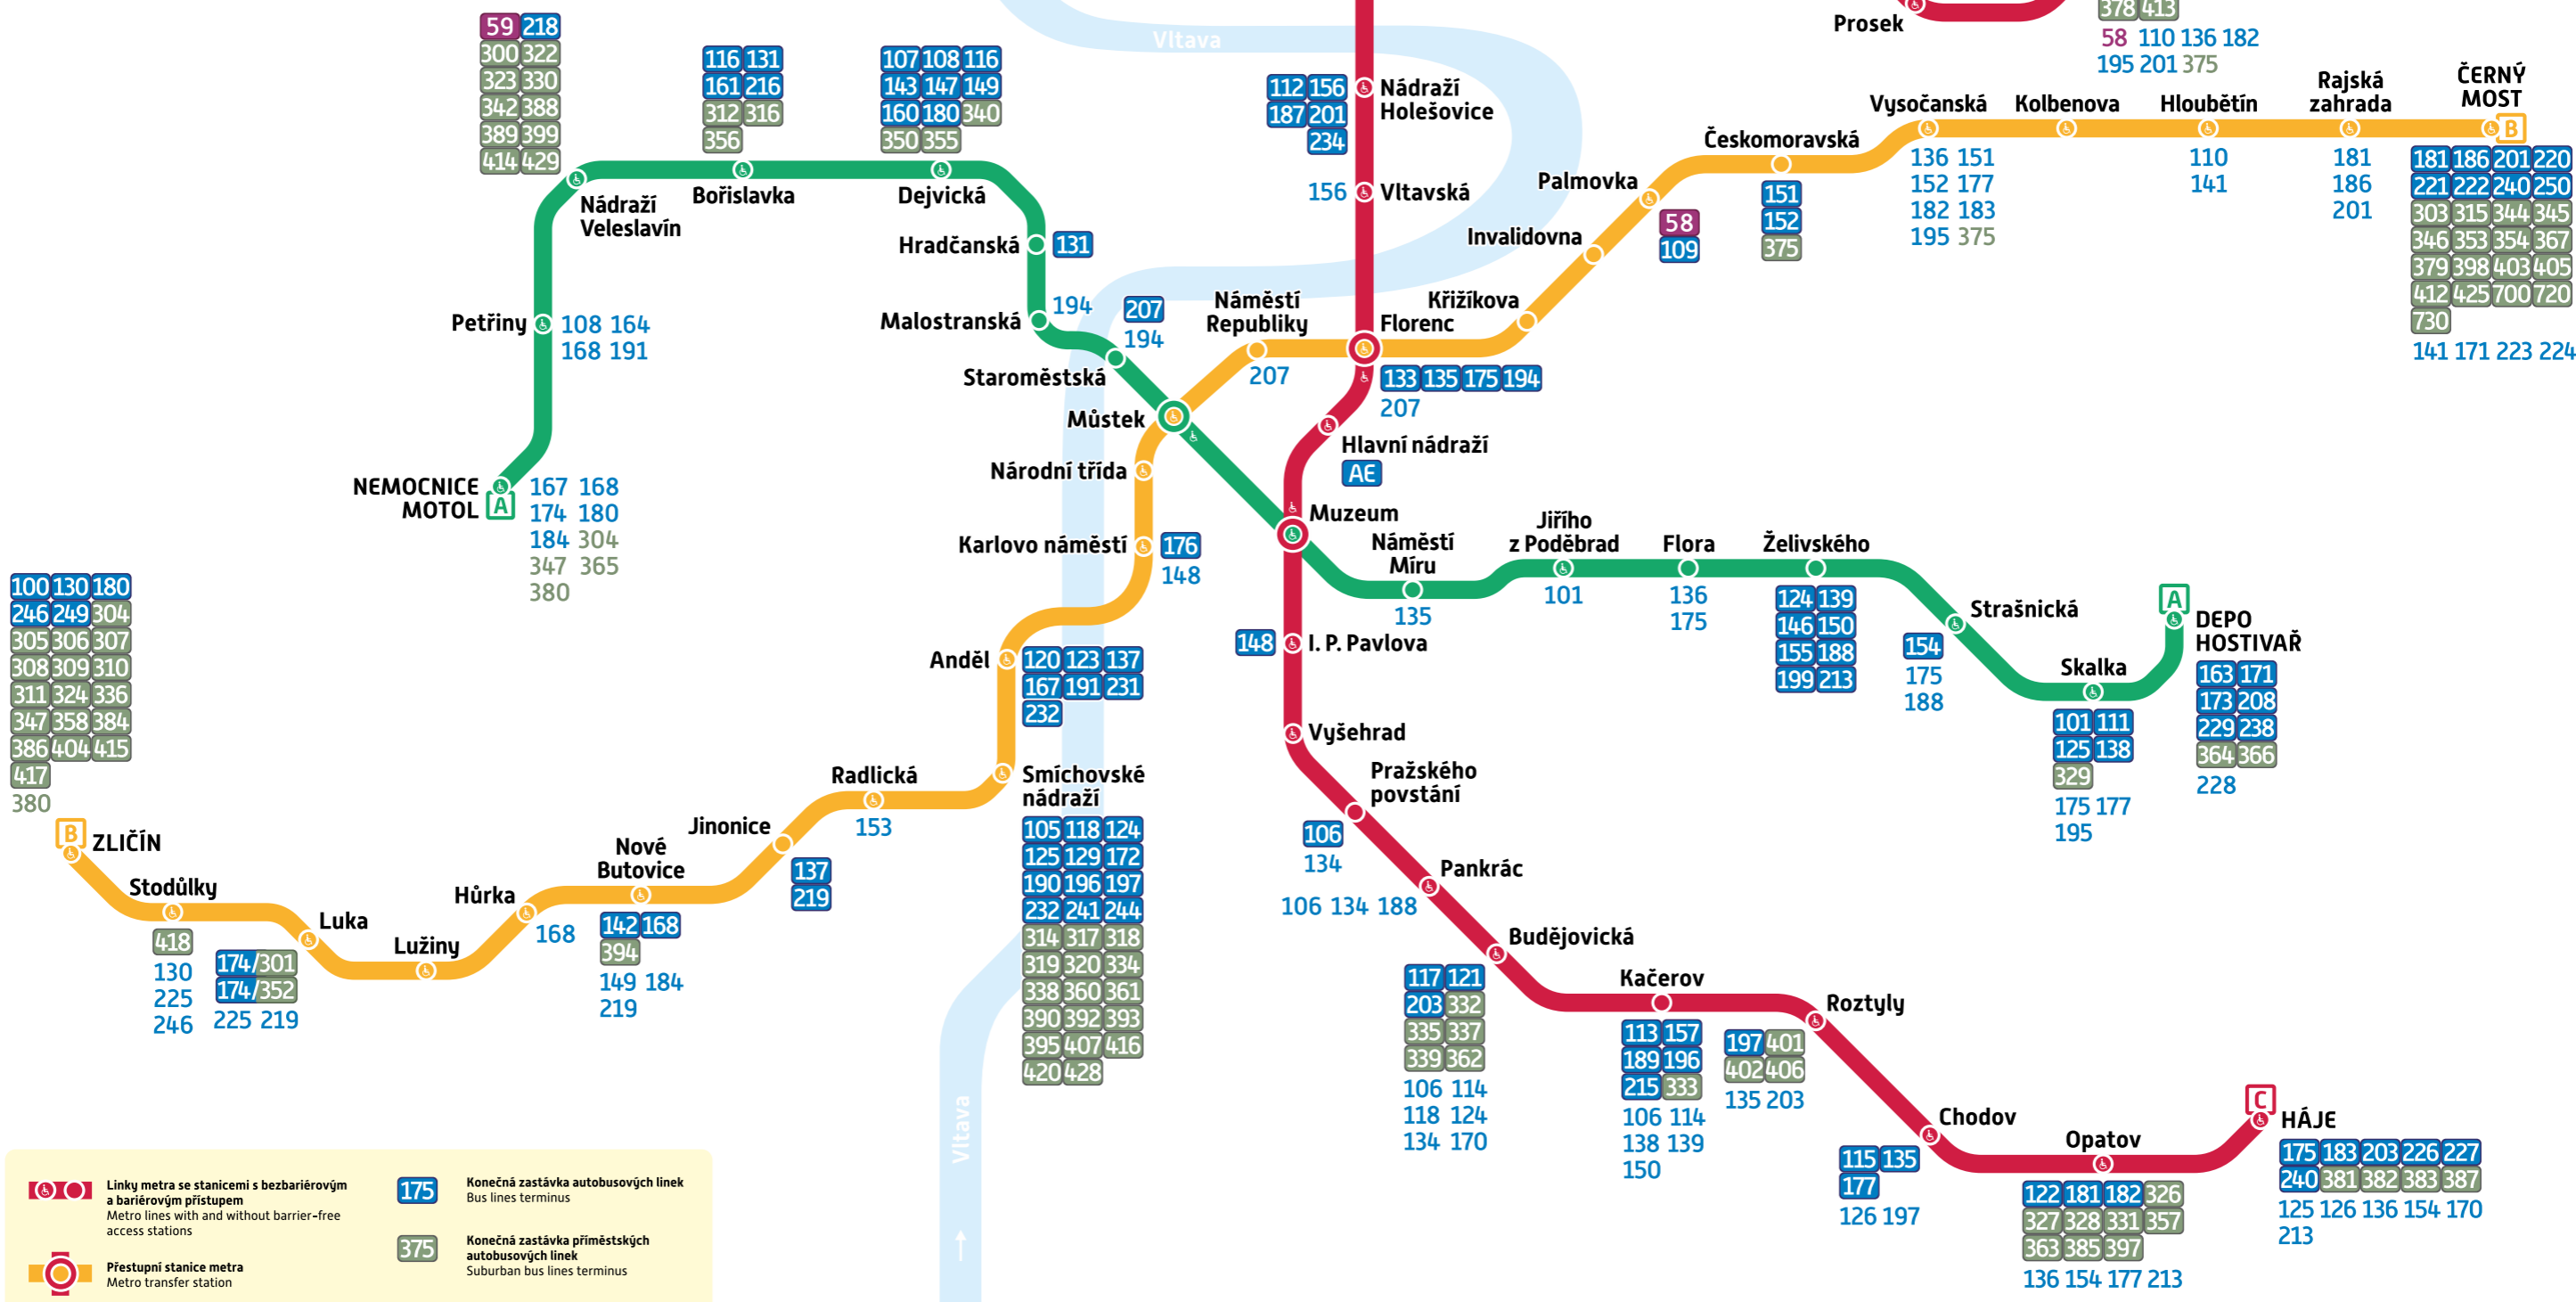 Prosek
378 413
58 110 136 182
195 201 375
Vltava
59 218
300 322
323 330
342 388
389 399
414 429
Nádraží
Veleslavín
116 131
161 216
312 316
356
Bořislavka
107 108 116
143 147 149
160 180 340
350 355
Dejvická
Hradčanská
131
Malostranská
194
207
194
Staroměstská
Petřiny
108 164
168 191
NEMOCNICE
MOTOL
A
167 168
174 180
184 304
347 365
380
112 156
187 201
234
Nádraží
Holešovice
156
Vltavská
Florenc
133 135 175 194
207
Náměstí
Republiky
207
Křižíkova
Invalidovna
Palmovka
58
109
Českomoravská
151
152
375
Vysočanská
136 151
152 177
182 183
195 375
Kolbenova
Hloubětín
110
141
Rajská
zahrada
181
186
201
ČERNÝ
MOST
B
181 186 201 220
221 222 240 250
303 315 344 345
346 353 354 367
379 398 403 405
412 425 700 720
730
141 171 223 224
Můstek
Národní třída
Karlovo náměstí
176
148
Hlavní nádraží
AE
Muzeum
Náměstí
Míru
135
Jiřího
z Poděbrad
101
Flora
136
175
Želivského
124 139
146 150
155 188
199 213
Strašnická
154
175
188
Skalka
101 111
125 138
329
175 177
195
A
DEPO
HOSTIVAŘ
163 171
173 208
229 238
364 366
228
148
I. P. Pavlova
Vyšehrad
Pražského
povstání
106
134
Pankrác
106 134 188
Budějovická
117 121
203 332
335 337
339 362
106 114
118 124
134 170
Kačerov
113 157
189 196
215 333
106 114
138 139
150
Roztyly
197 401
402 406
135 203
Chodov
115 135
177
126 197
Opatov
122 181 182 326
327 328 331 357
363 385 397
136 154 177 213
C
HÁJE
175 183 203 226 227
240 381 382 383 387
125 126 136 154 170
213
Anděl
120 123 137
167 191 231
232
Smíchovské
nádraží
105 118 124
125 129 172
190 196 197
232 241 244
314 317 318
319 320 334
338 360 361
390 392 393
395 407 416
420 428
Radlická
153
Jinonice
137
219
Nové
Butovice
142 168
394
149 184
219
Hůrka
168
Lužiny
Luka
174/301
174/352
225 219
Stodůlky
418
130
225
246
100 130 180
246 249 304
305 306 307
308 309 310
311 324 336
347 358 384
386 404 415
417
380
B
ZLIČÍN
Vltava
Linky metra se stanicemi s bezbariérovým
a bariérovým přístupem
Metro lines with and without barrier-free
access stations
Přestupní stanice metra
Metro transfer station
175
Konečná zastávka autobusových linek
Bus lines terminus
375
Konečná zastávka příměstských
autobusových linek
Suburban bus lines terminus